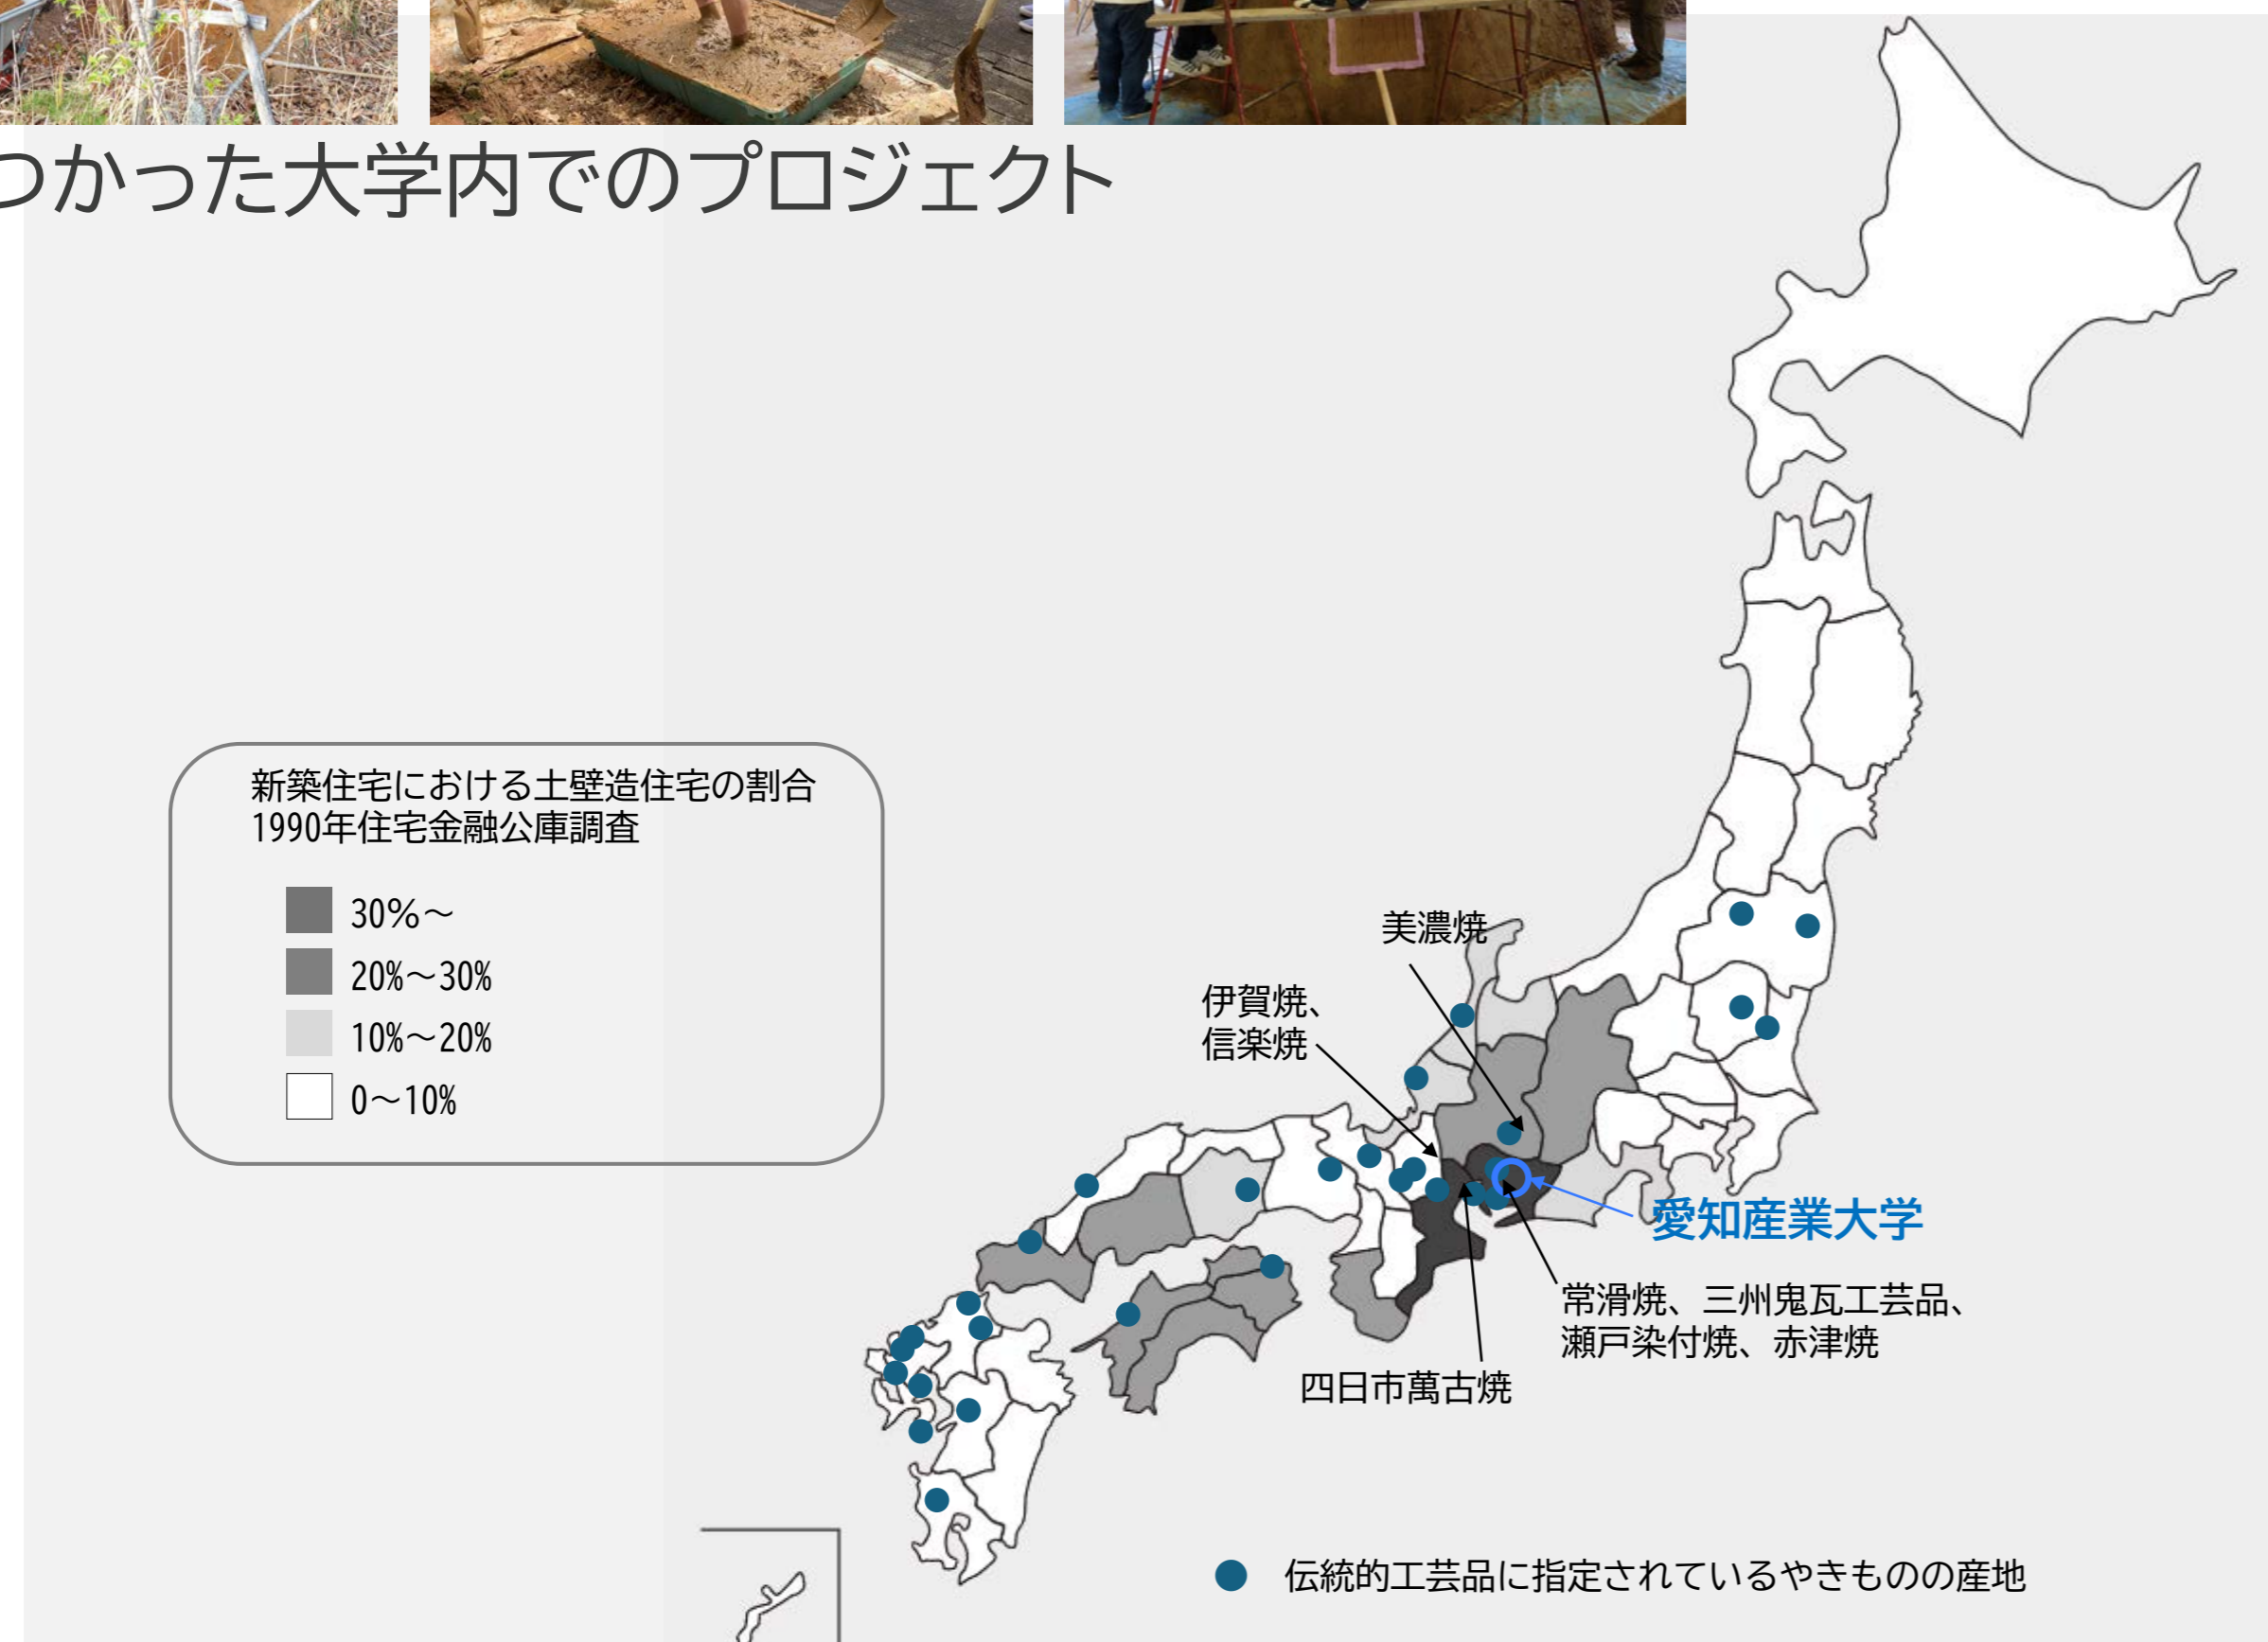 つかった大学内でのプロジェクト
新築住宅における土壁造住宅の割合
1990年住宅金融公庫調査
30%～
20%～30%
10%～20%
0～10%
美濃焼
伊賀焼、
信楽焼
愛知産業大学
常滑焼、三州鬼瓦工芸品、
瀬戸染付焼、赤津焼
四日市萬古焼
伝統的工芸品に指定されているやきものの産地